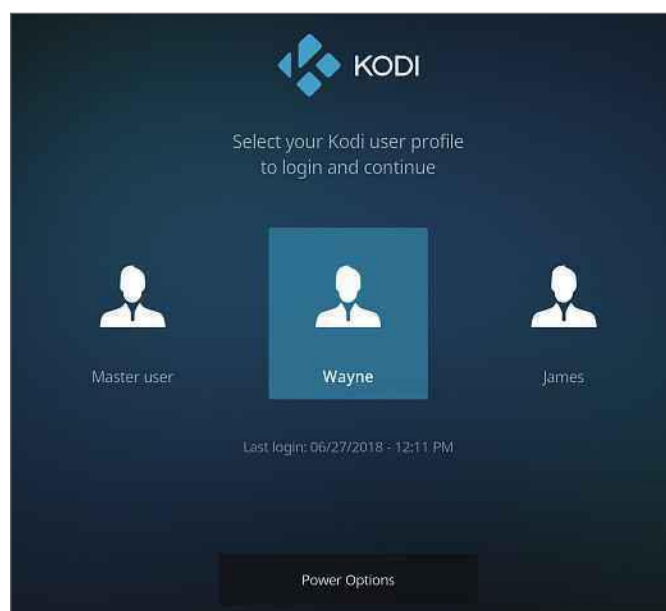 KODI
Select your Kodi user profile
to login and continue
Master user
Wayne
James
Last login: 06/27/2018 - 12:11 PM
Power Options